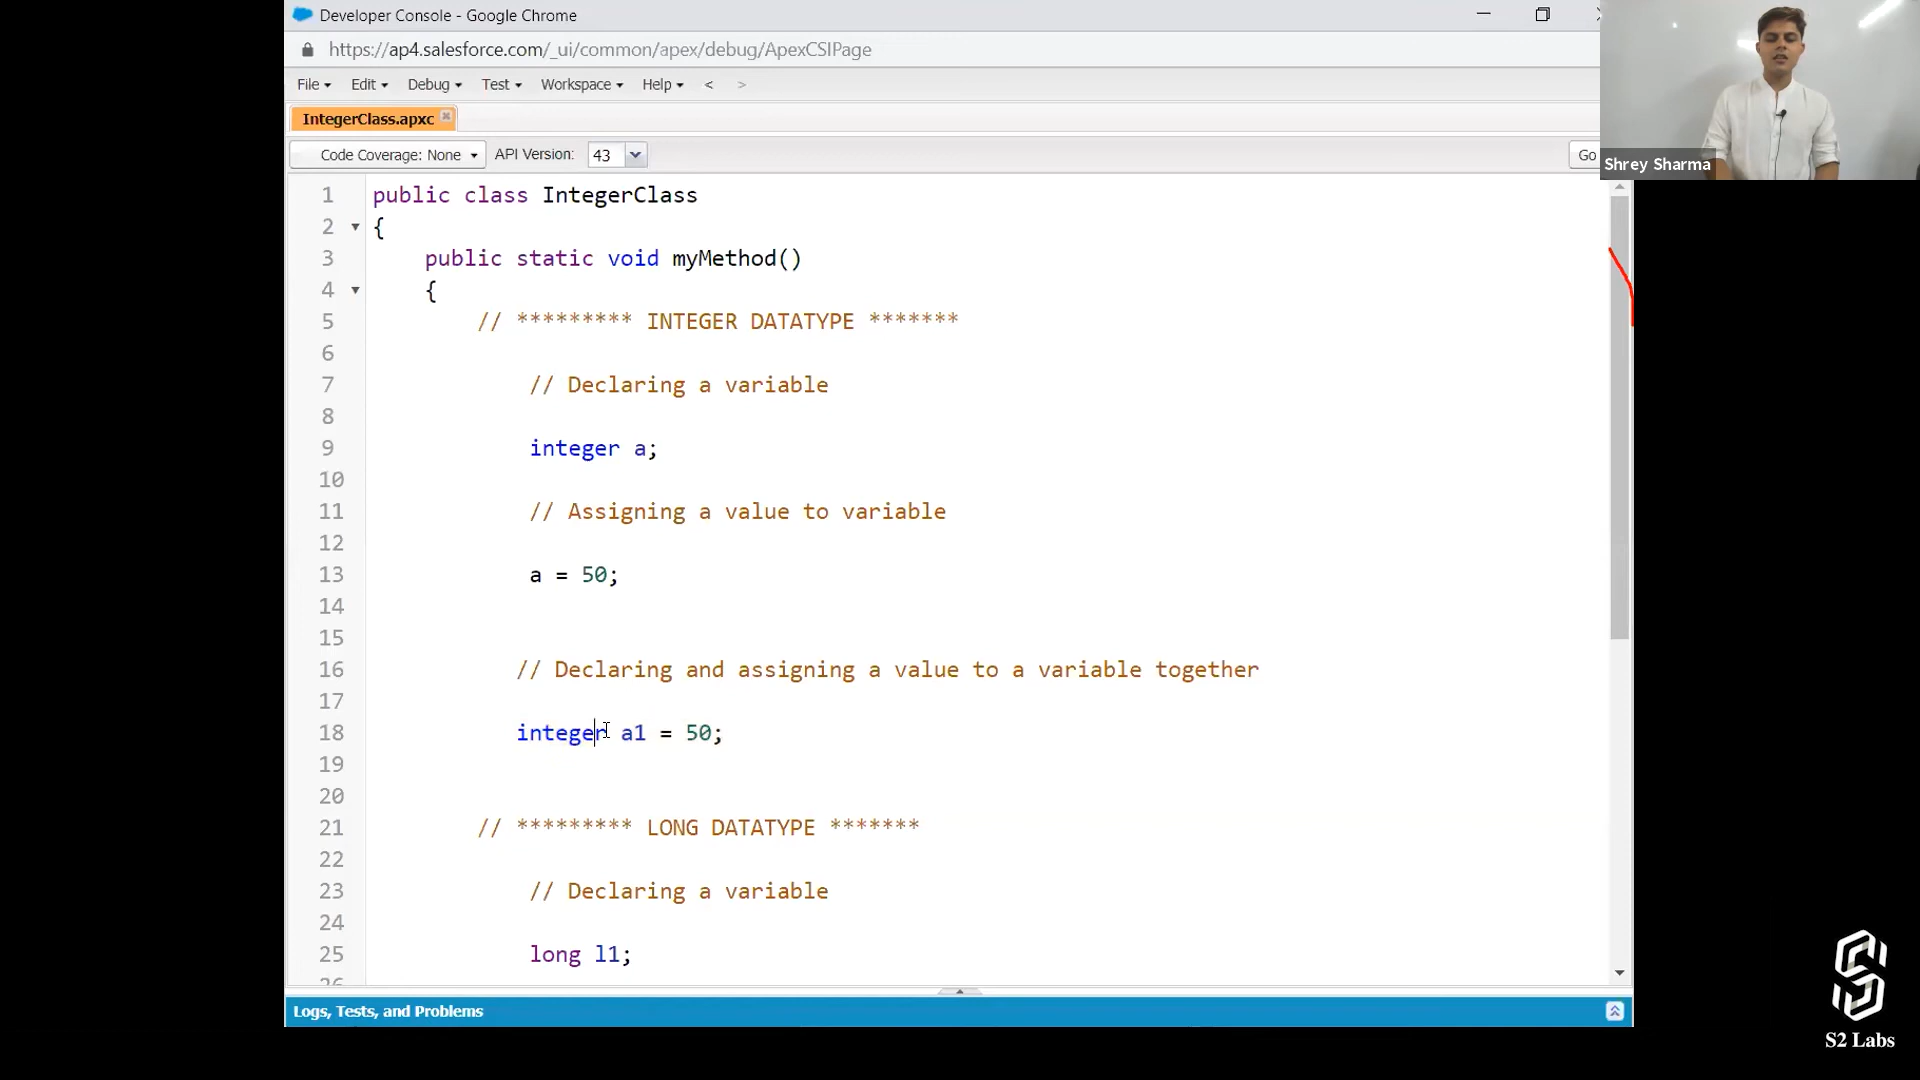 Developer Console - Google Chrome
https://ap4.salesforce.com/_ui/common/apex/debug/ApexCSIPage
File Edit Debug Test Workspace Help < >
IntegerClass.apxc
Code Coverage: None API Version: 43 Go
Shrey Sharma
1 public class IntegerClass
2 {
3 public static void myMethod()
4 {
5 // ********* INTEGER DATATYPE *******
6
7 // Declaring a variable
8
9 integer a;
10
11 // Assigning a value to variable
12
13 a = 50;
14
15
16 // Declaring and assigning a value to a variable together
17
18 integer a1 = 50;
19
20
21 // ********* LONG DATATYPE *******
22
23 // Declaring a variable
24
25 long l1;
26
Logs, Tests, and Problems
S2 Labs